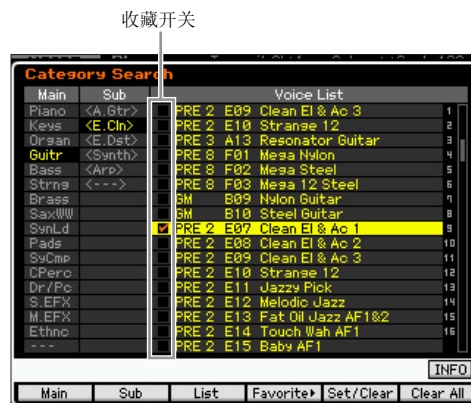 收藏开关
Category Search
Main Sub Voice List
Piano <A.Gtr> PRE 2 E09 Clean El & Ac 3 1
Keys <E.Cln> PRE 2 E10 Strange 12 2
Organ <E.Dst> PRE 3 A13 Resonator Guitar 3
Guitr <Synth> PRE 8 F01 Mega Nylon 4
Bass <Arp> PRE 8 F02 Mega Steel 5
Strng <---> PRE 8 F03 Mega 12 Steel 6
Brass GM B09 Nylon Guitar 7
SaxWW GM B10 Steel Guitar 8
SynLd PRE 2 E07 Clean El & Ac 1 9
Pads PRE 2 E08 Clean El & Ac 2 10
SyCmp PRE 2 E09 Clean El & Ac 3 11
CPerc PRE 2 E10 Strange 12 12
Dr/Pc PRE 2 E11 Jazzy Pick 13
S.EFX PRE 2 E12 Melodic Jazz 14
M.EFX PRE 2 E13 Fat Oil Jazz AF1&2 15
Ethnc PRE 2 E14 Touch Wah AF1 16
--- PRE 2 E15 Baby AF1
INFO
Main Sub List Favorite Set/Clear Clear All